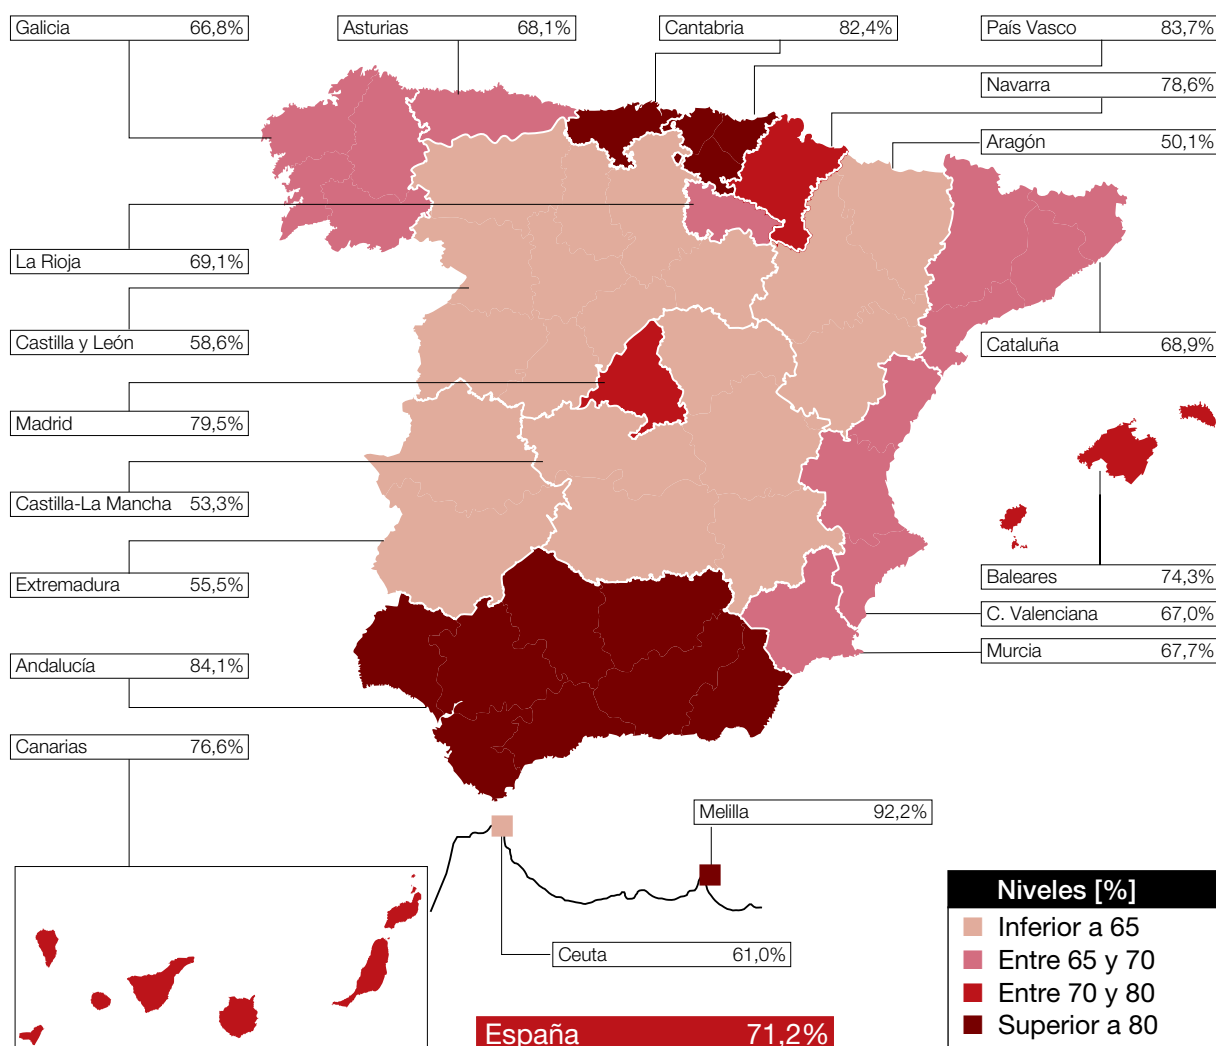 Galicia 66,8%
Asturias 68,1%
Cantabria 82,4%
País Vasco 83,7%
Navarra 78,6%
Aragón 50,1%
La Rioja 69,1%
Castilla y León 58,6%
Cataluña 68,9%
Madrid 79,5%
Castilla-La Mancha 53,3%
Extremadura 55,5%
Baleares 74,3%
C. Valenciana 67,0%
Murcia 67,7%
Andalucía 84,1%
Canarias 76,6%
Melilla 92,2%
Ceuta 61,0%
Niveles [%]
Inferior a 65
Entre 65 y 70
Entre 70 y 80
Superior a 80
España 71,2%